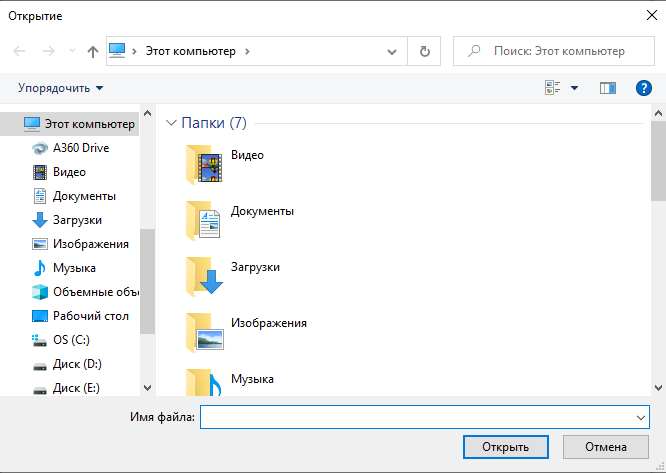 Открытие
Этот компьютер
Поиск: Этот компьютер
Упорядочить
Этот компьютер
A360 Drive
Видео
Документы
Загрузки
Изображения
Музыка
Объемные объ
Рабочий стол
OS (C:)
Диск (D:)
Диск (E:)
Папки (7)
Видео
Документы
Загрузки
Изображения
Музыка
Имя файла:
Открыть
Отмена